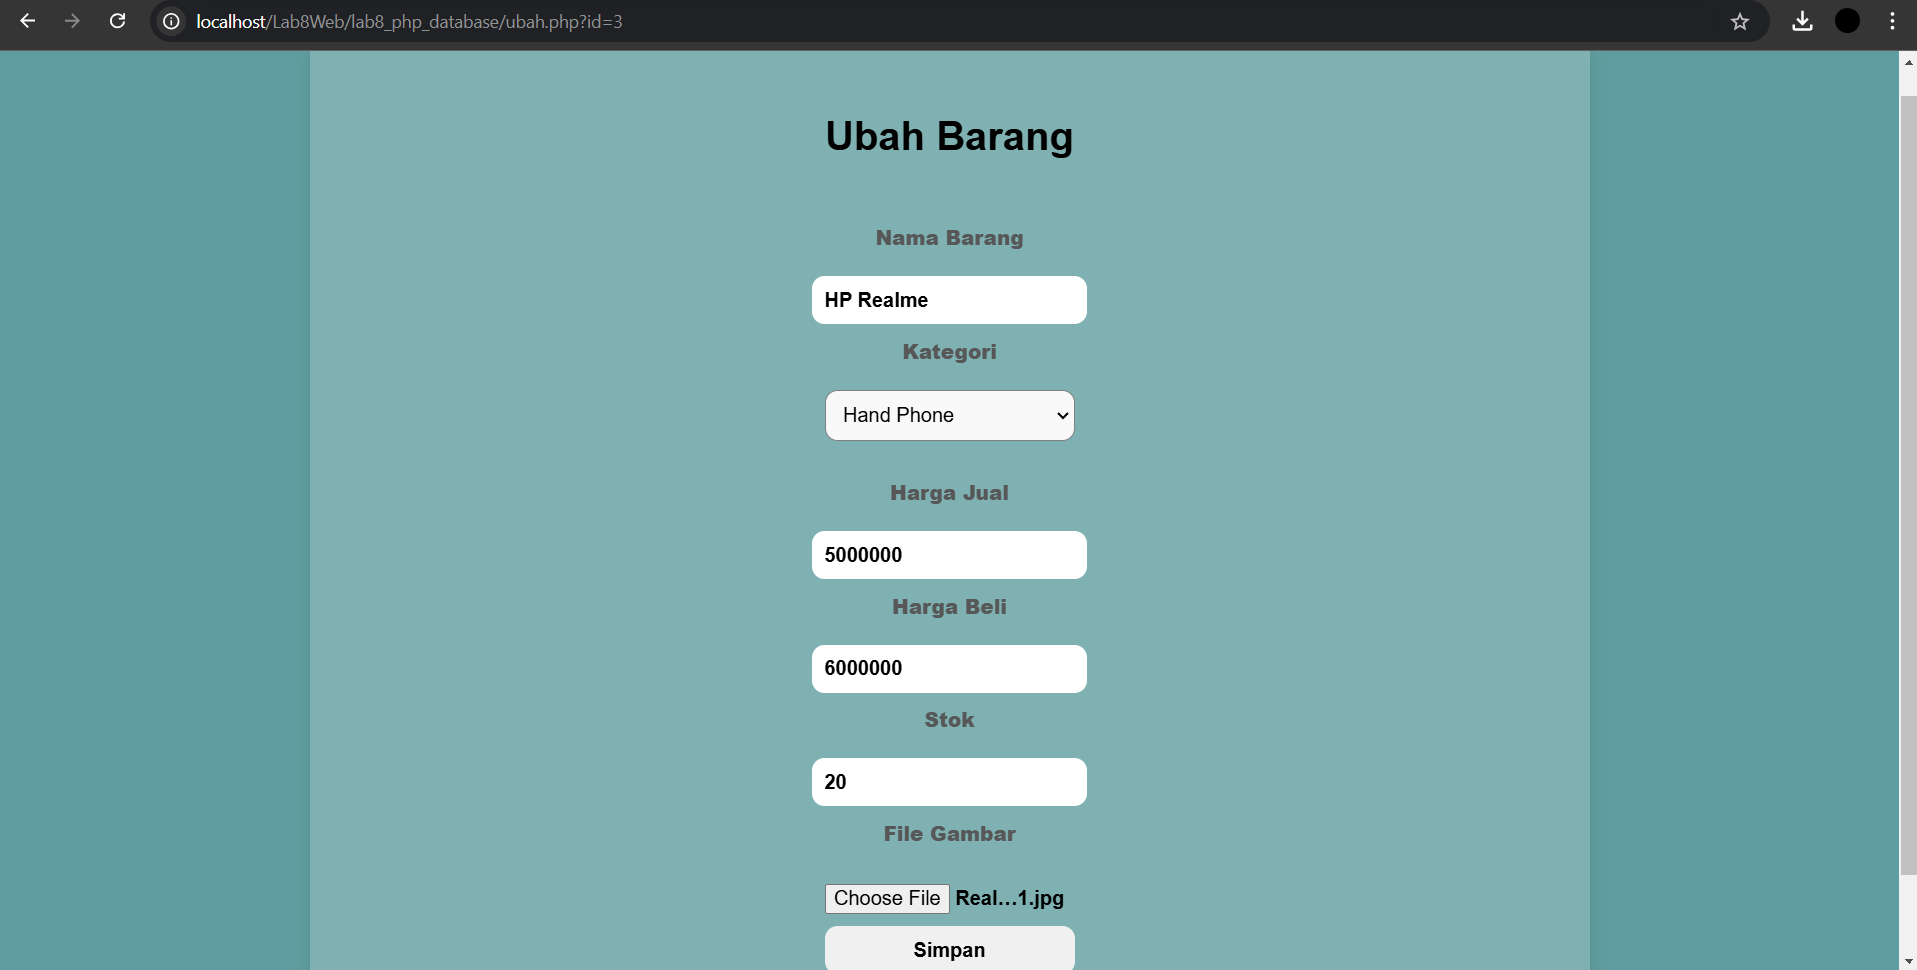 localhost/Lab8Web/lab8_php_database/ubah.php?id=3
Ubah Barang
Nama Barang
HP Realme
Kategori
Hand Phone
Harga Jual
5000000
Harga Beli
6000000
Stok
20
File Gambar
Choose File Real...1.jpg
Simpan